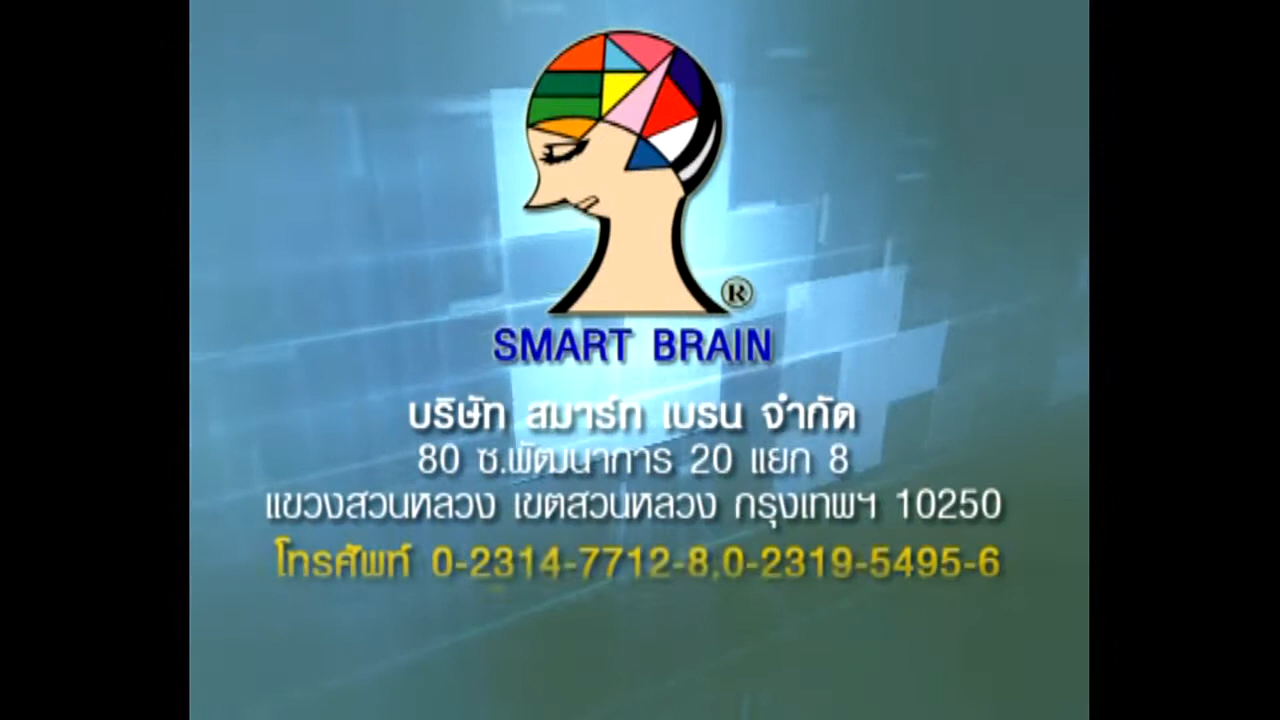 ®
SMART BRAIN
บริษัท สมาร์ท เบรน จำกัด
80 ซ.พัฒนาการ 20 แยก 8
แขวงสวนหลวง เขตสวนหลวง กรุงเทพฯ 10250
โทรศัพท์ 0-2314-7712-8,0-2319-5495-6